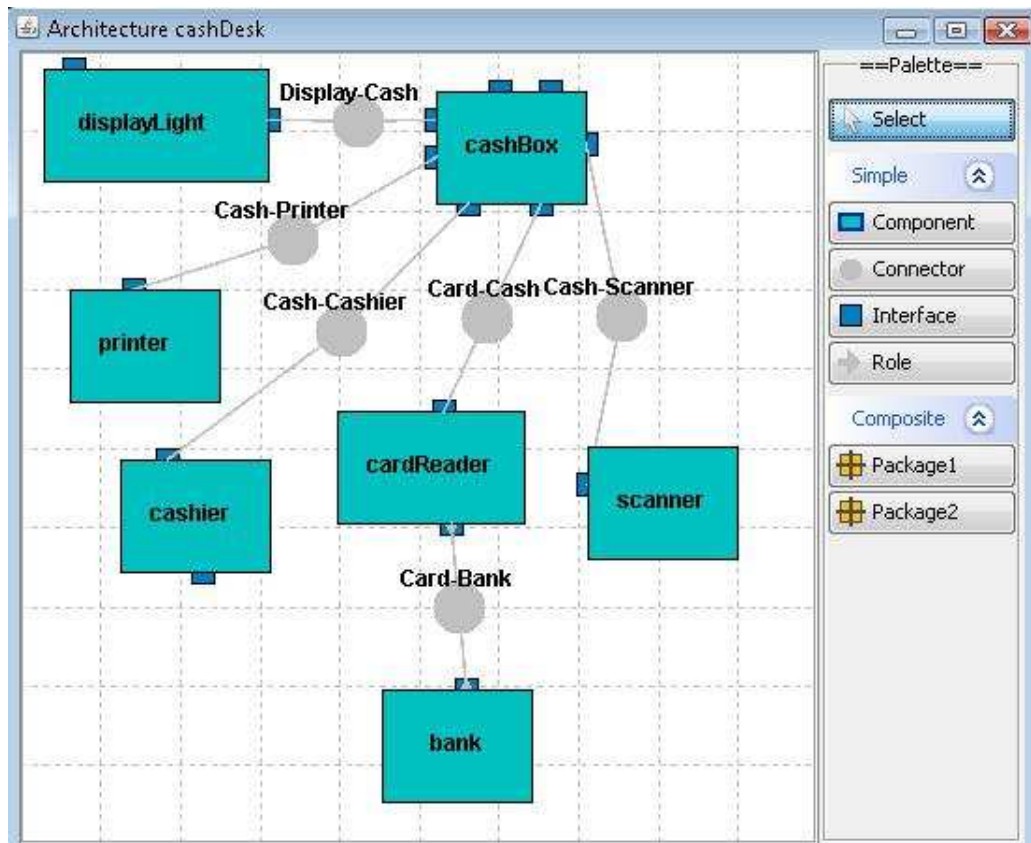 Architecture cashDesk
==Palette==
Select
Simple
Component
Connector
Interface
Role
Composite
Package1
Package2
displayLight
Display-Cash
cashBox
Cash-Printer
Cash-Cashier
Card-Cash
Cash-Scanner
printer
cardReader
cashier
scanner
Card-Bank
bank